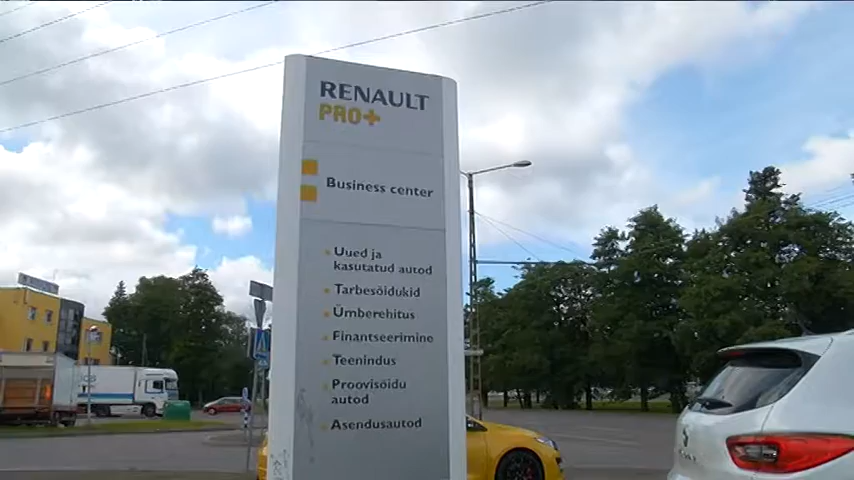 RENAULT
PRO+
Business center
Uued ja
kasutatud autod
Tarbesõidukid
Ümberehitus
Finantseerimine
Teenindus
Proovisõidu
autod
Asendusautod